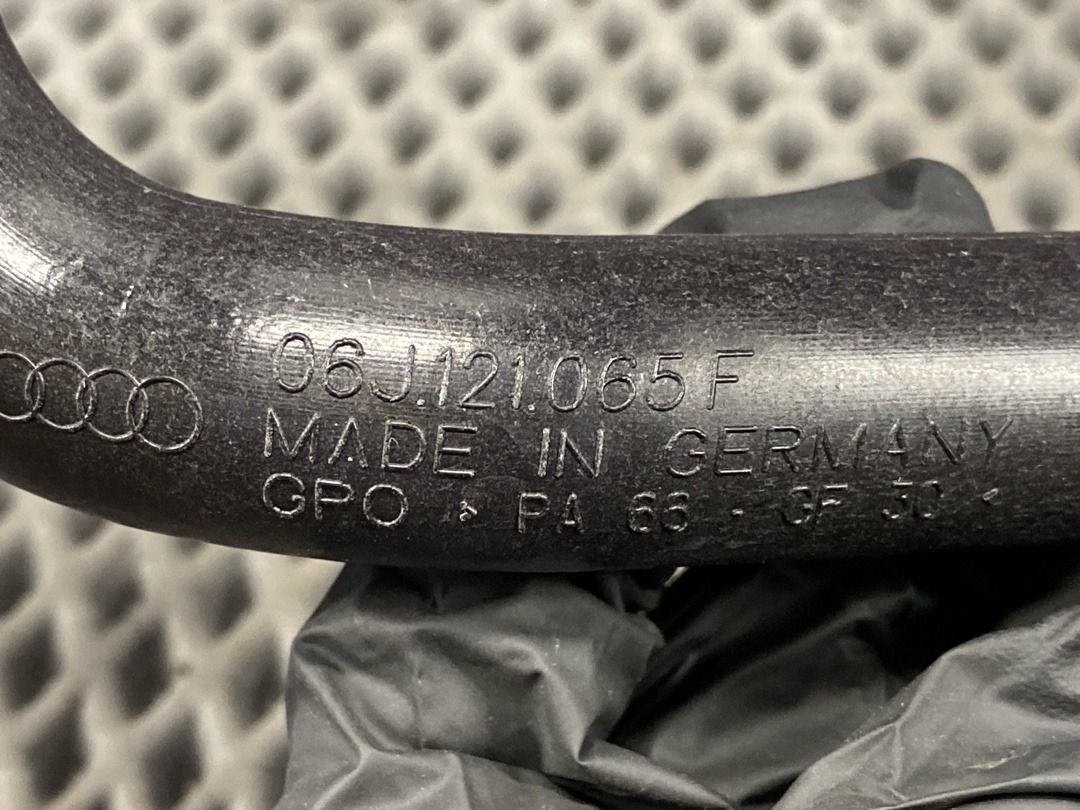 06J.121.065 F
MADE IN GERMANY
GPO > PA 66 - GF 30 <